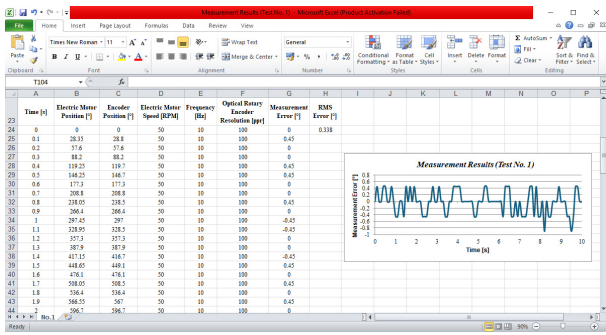 Measurement Results (Test No. 1) - Microsoft Excel (Product Activation Failed)
File Home Insert Page Layout Formulas Data Review View
Paste
Times New Roman 11 A A
B I U A
Wrap Text
Merge & Center
General
$ % ,
Conditional Formatting Format as Table Cell Styles
Insert Delete Format
Σ AutoSum
Fill
Clear
Sort & Filter Find & Select
Clipboard Font Alignment Number Styles Cells Editing
T104 fx
A B C D E F G H I J K L M N O P Q R
23 Time [s] Electric Motor Position [°] Encoder Position [°] Electric Motor Speed [RPM] Frequency [Hz] Optical Rotary Encoder Resolution [ppr] Measurement Error [°] RMS Error [°]
24 0 0 0 50 10 100 0 0.338
25 0.1 28.35 28.8 50 10 100 0.45
26 0.2 57.6 57.6 50 10 100 0
27 0.3 88.2 88.2 50 10 100 0
28 0.4 119.25 119.7 50 10 100 0.45
29 0.5 146.25 146.7 50 10 100 0.45
30 0.6 177.3 177.3 50 10 100 0
31 0.7 208.8 208.8 50 10 100 0
32 0.8 238.05 238.5 50 10 100 0.45
33 0.9 266.4 266.4 50 10 100 0
34 1 297.45 297 50 10 100 -0.45
35 1.1 328.95 328.5 50 10 100 -0.45
36 1.2 357.3 357.3 50 10 100 0
37 1.3 387.9 387.9 50 10 100 0
38 1.4 417.15 416.7 50 10 100 -0.45
39 1.5 448.65 449.1 50 10 100 0.45
40 1.6 476.1 476.1 50 10 100 0
41 1.7 508.05 508.5 50 10 100 0.45
42 1.8 536.4 536.4 50 10 100 0
43 1.9 566.55 567 50 10 100 0.45
44 2 596.7 596.7 50 10 100 0
Measurement Results (Test No. 1)
Measurement Error [°]
0.8
0.6
0.4
0.2
0
-0.2
-0.4
-0.6
-0.8
-1
0 1 2 3 4 5 6 7 8 9 10
Time [s]
No.1
Ready 90%